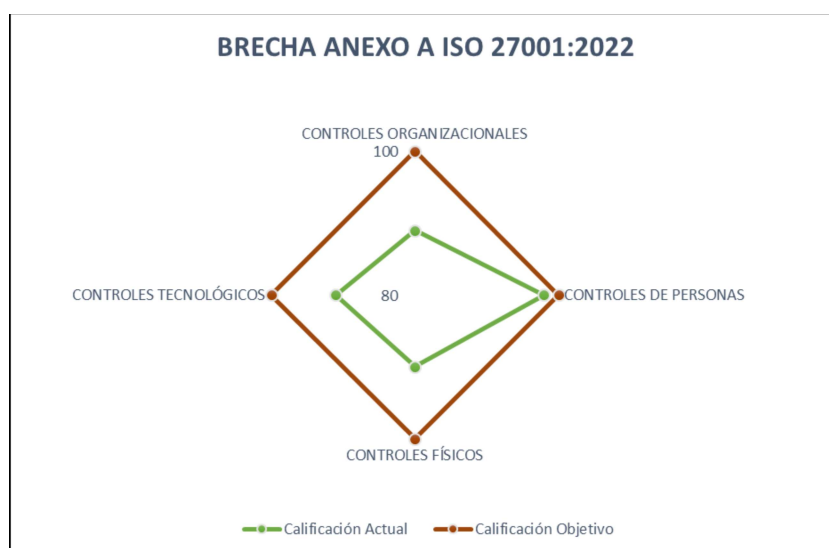 BRECHA ANEXO A ISO 27001:2022
CONTROLES ORGANIZACIONALES
100
CONTROLES TECNOLÓGICOS
80
CONTROLES DE PERSONAS
CONTROLES FÍSICOS
Calificación Actual
Calificación Objetivo